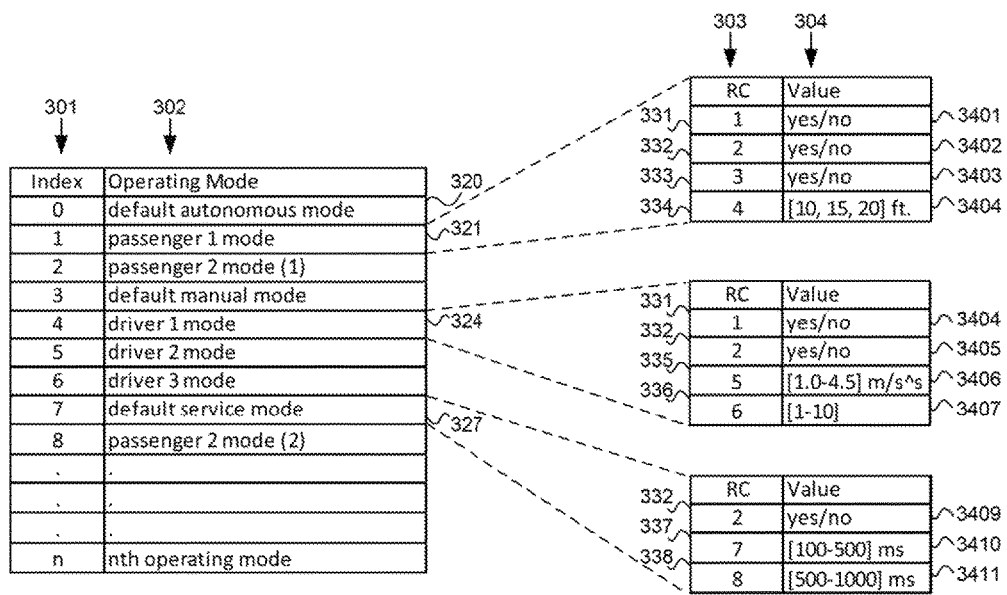 303 304
301 302
RC Value
331 1 yes/no 3401
332 2 yes/no 3402
333 3 yes/no 3403
334 4 [10, 15, 20] ft. 3404
Index Operating Mode 320
0 default autonomous mode
1 passenger 1 mode 321
2 passenger 2 mode (1)
3 default manual mode
4 driver 1 mode 324
5 driver 2 mode
6 driver 3 mode
7 default service mode 327
8 passenger 2 mode (2)
. .
. .
. .
n nth operating mode
331 RC Value
332 1 yes/no 3404
335 2 yes/no 3405
336 5 [1.0-4.5] m/s^s 3406
6 [1-10] 3407
332 RC Value
337 2 yes/no 3409
338 7 [100-500] ms 3410
8 [500-1000] ms 3411